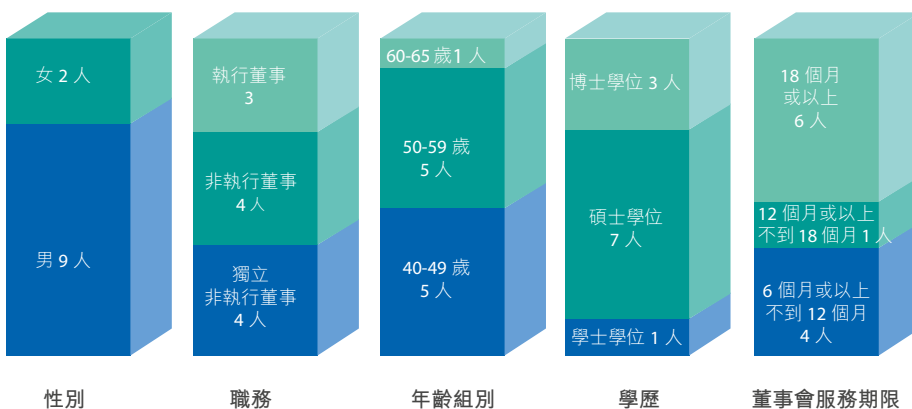 女 2 人
男 9 人
性別
執行董事
3
非執行董事
4 人
獨立
非執行董事
4 人
職務
60-65 歲1 人
50-59 歲
5 人
40-49 歲
5 人
年齡組別
博士學位 3 人
碩士學位
7 人
學士學位 1 人
學歷
18 個月
或以上
6 人
12 個月或以上
不到 18 個月 1 人
6 個月或以上
不到 12 個月
4 人
董事會服務期限